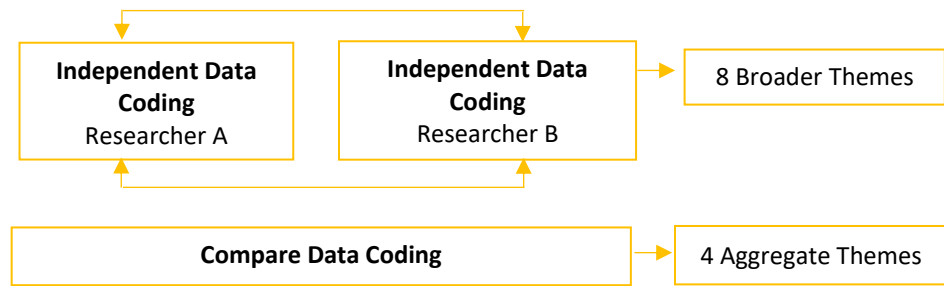 Independent Data
Coding
Researcher A
Independent Data
Coding
Researcher B
8 Broader Themes
Compare Data Coding
4 Aggregate Themes